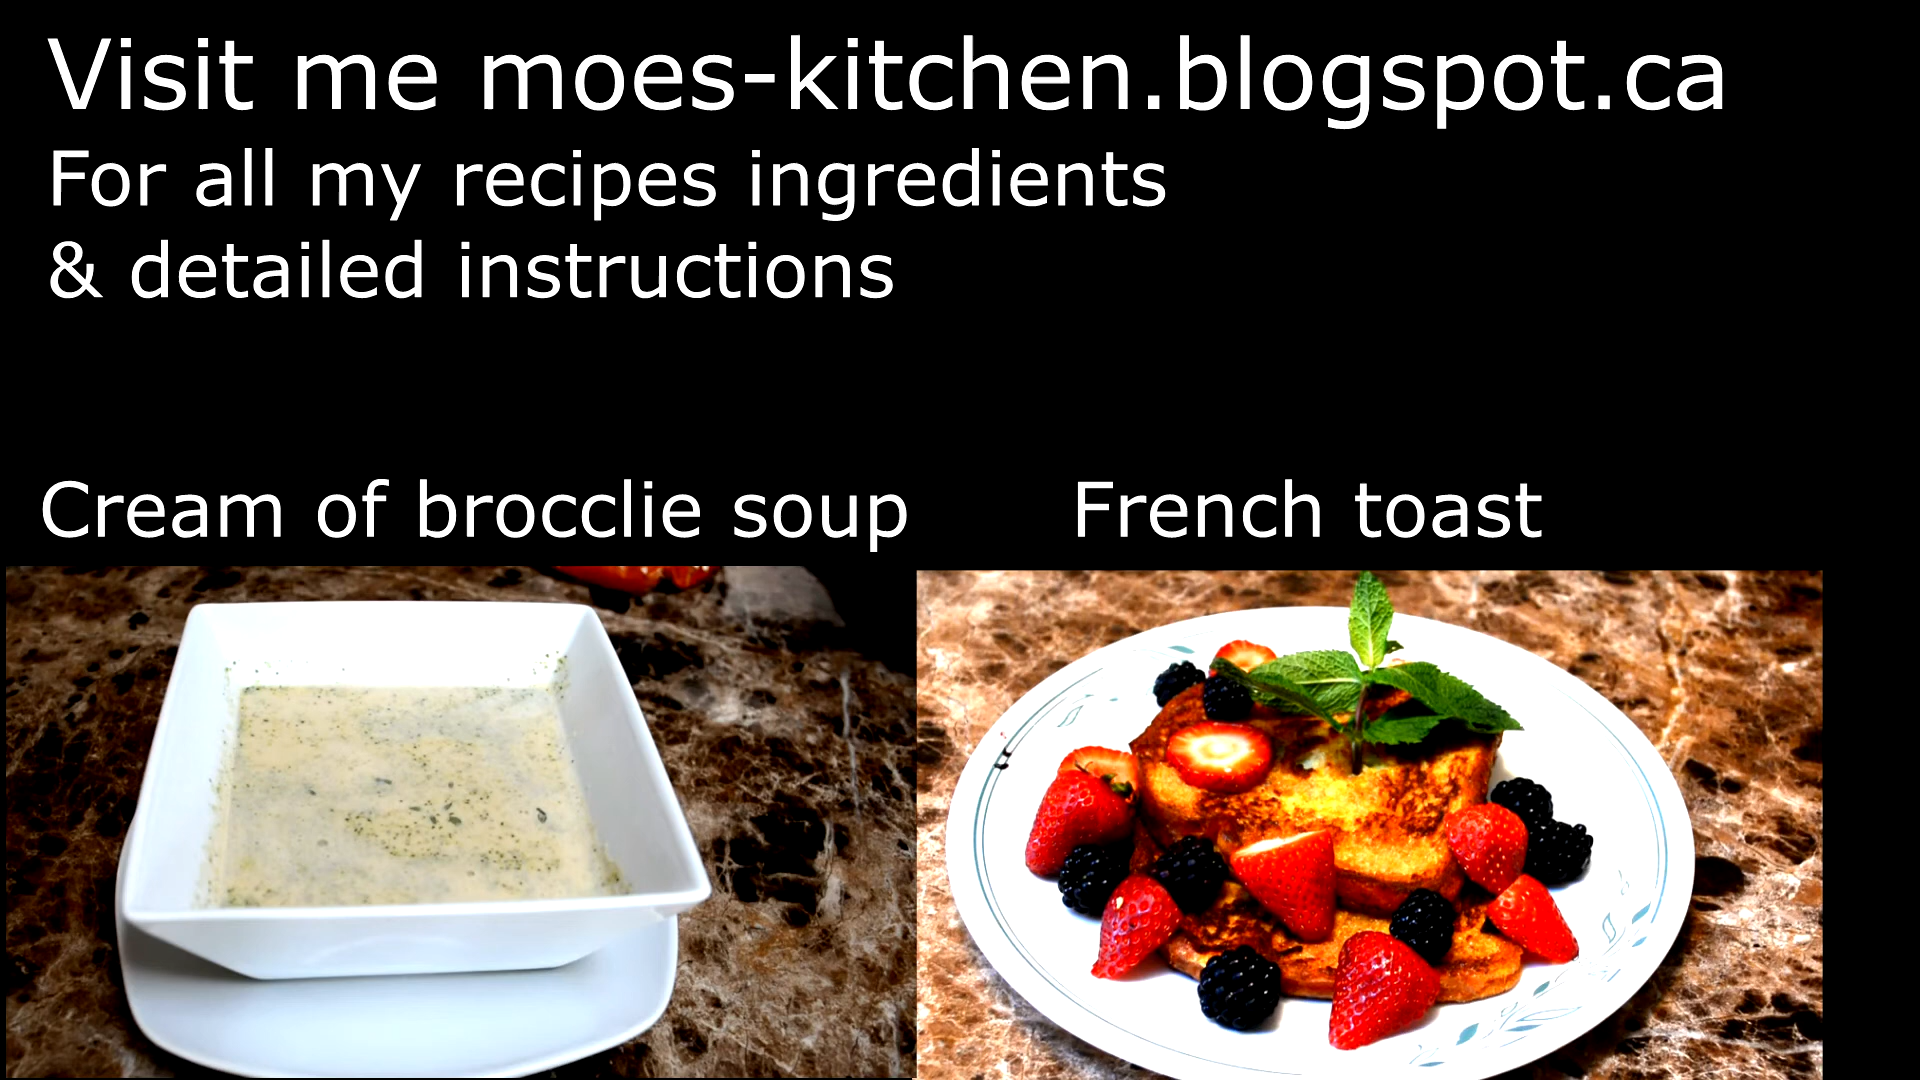 Visit me moes-kitchen.blogspot.ca
For all my recipes ingredients
& detailed instructions
Cream of brocclie soup
French toast